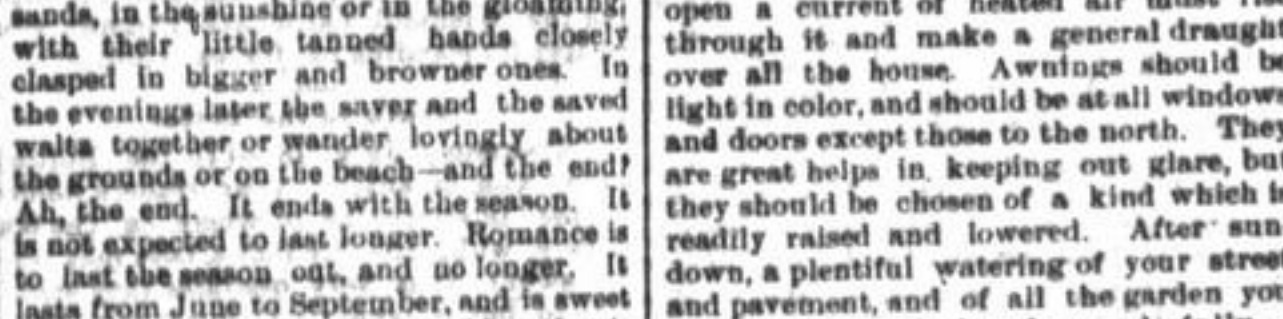 sands, in the sunshine or in the gloaming,
with their little tanned hands closely
clasped in bigger and browner ones. In
the evenings later the saver and the saved
waltz together or wander lovingly about
the grounds or on the beach—and the end?
Ah, the end. It ends with the season. It
is not expected to last longer. Romance is
to last the season out, and no longer. It
lasts from June to September, and is sweet
open a current of heated air must
through it and make a general draught
over all the house. Awnings should be
light in color, and should be at all windows
and doors except those to the north. They
are great helps in keeping out glare, but
they should be chosen of a kind which is
readily raised and lowered. After sun-
down, a plentiful watering of your street
and pavement, and of all the garden you